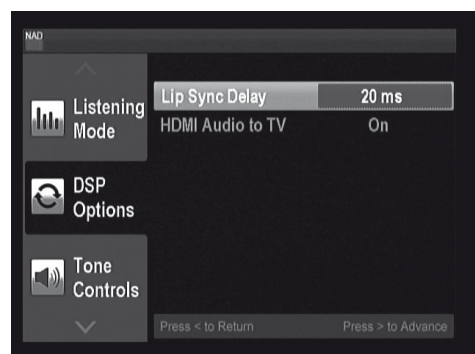 NAD
Listening
Mode
Lip Sync Delay 20 ms
HDMI Audio to TV On
DSP
Options
Tone
Controls
Press < to Return Press > to Advance